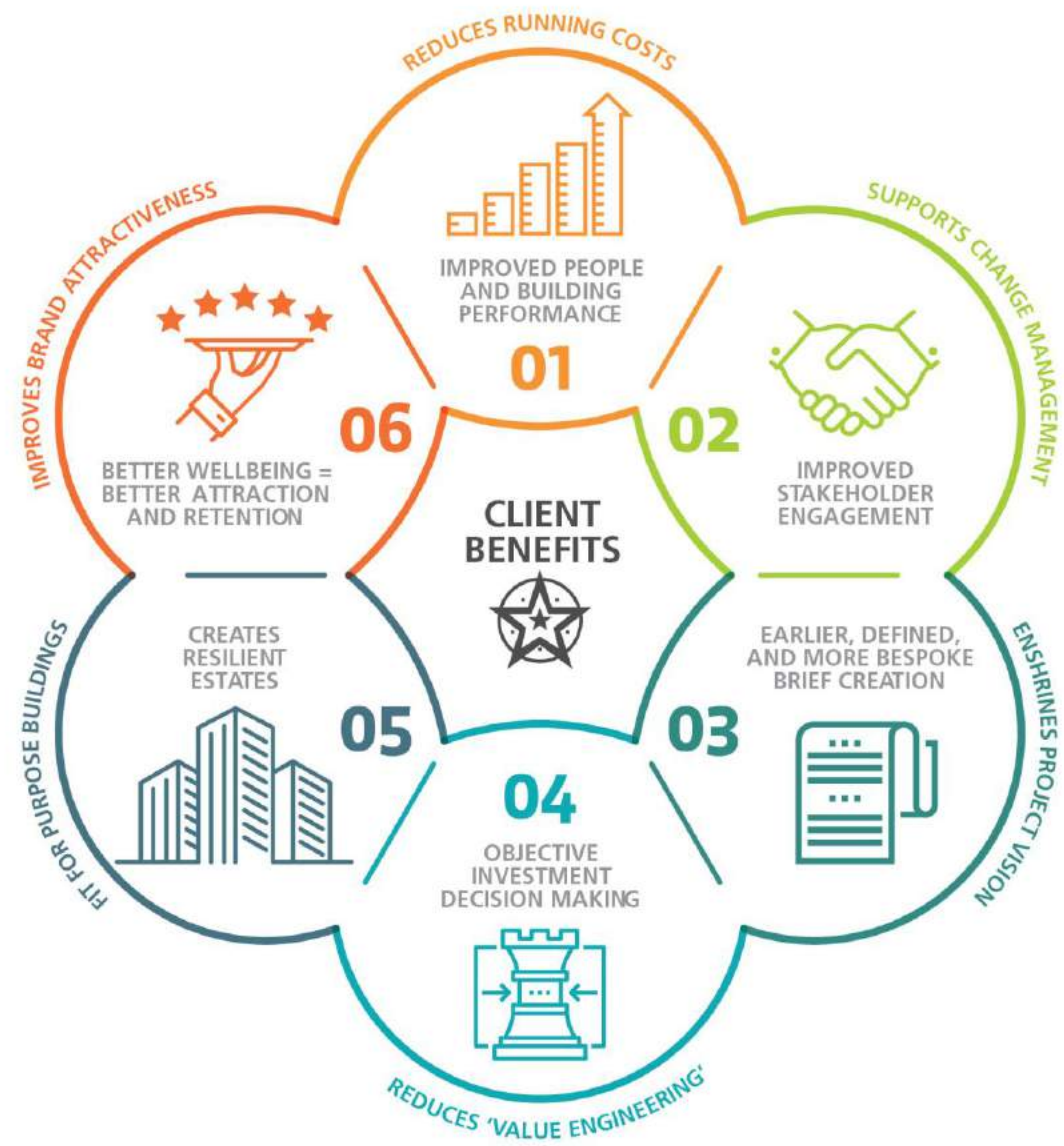 REDUCES RUNNING COSTS
IMPROVED PEOPLE
AND BUILDING
PERFORMANCE
01
SUPPORTS CHANGE MANAGEMENT
02
IMPROVED
STAKEHOLDER
ENGAGEMENT
ENSHRINES PROJECT VISION
EARLIER, DEFINED,
AND MORE BESPOKE
BRIEF CREATION
03
04
OBJECTIVE
INVESTMENT
DECISION MAKING
REDUCES 'VALUE ENGINEERING'
FIT FOR PURPOSE BUILDINGS
CREATES
RESILIENT
ESTATES
05
IMPROVES BRAND ATTRACTIVENESS
06
BETTER WELLBEING =
BETTER ATTRACTION
AND RETENTION
CLIENT
BENEFITS